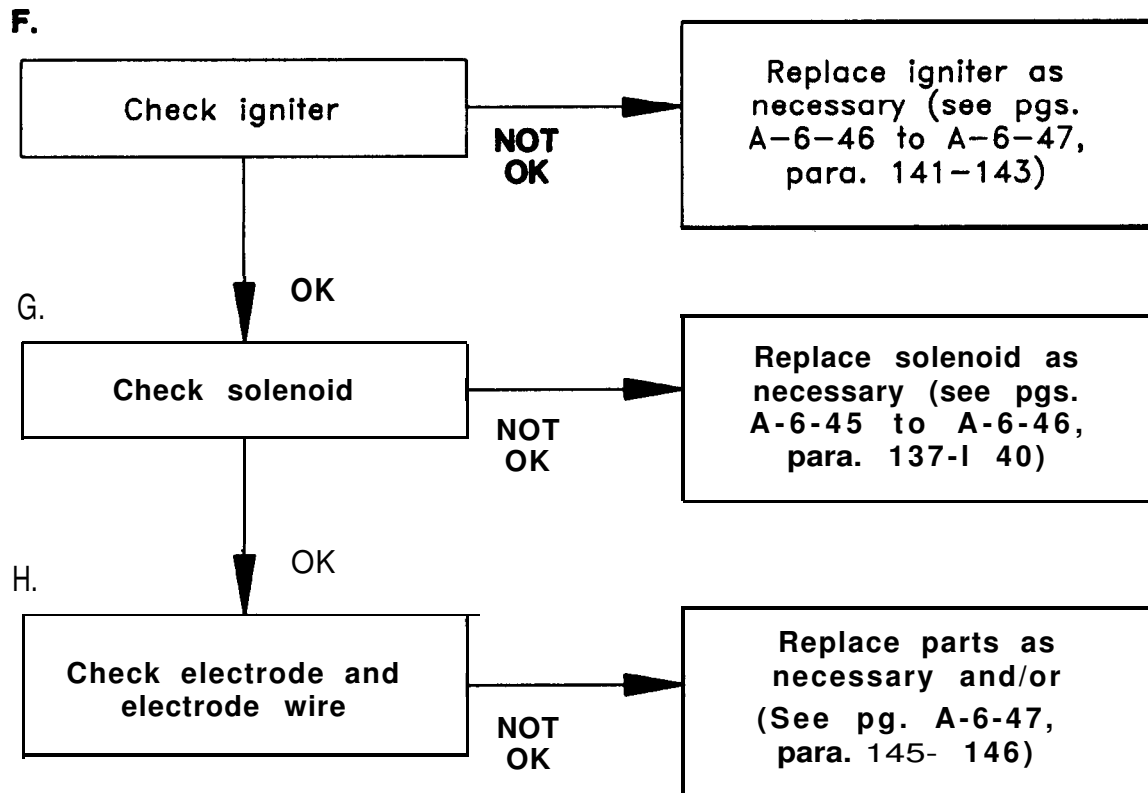 F.
Check igniter
NOT
OK
Replace igniter as
necessary (see pgs.
A-6-46 to A-6-47,
para. 141-143)
OK
G.
Check solenoid
NOT
OK
Replace solenoid as
necessary (see pgs.
A-6-45 to A-6-46,
para. 137-I 40)
OK
H.
Check electrode and
electrode wire
NOT
OK
Replace parts as
necessary and/or
(See pg. A-6-47,
para. 145- 146)